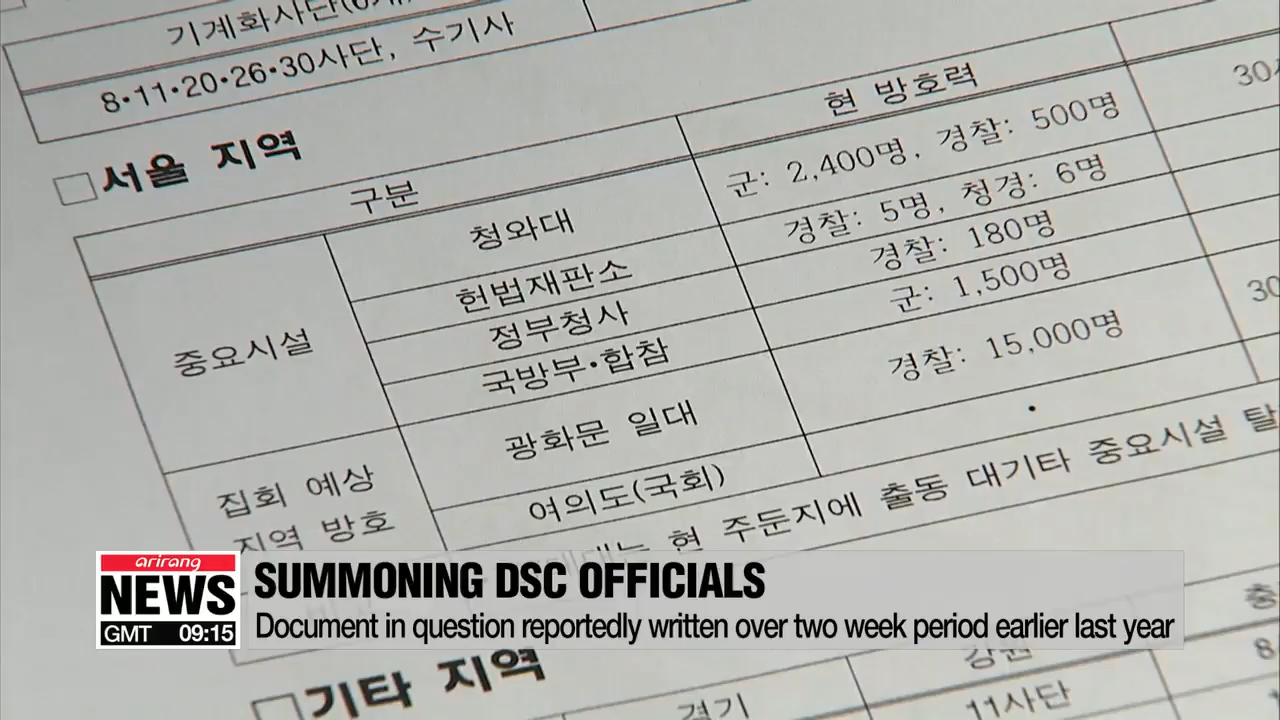 기계화사단(6개
8·11·20·26·30사단, 수기사
□서울 지역
구분
현 방호력
중요시설
청와대
군: 2,400명, 경찰: 500명
30
헌법재판소
경찰: 5명, 청경: 6명
정부청사
경찰: 180명
국방부·합참
군: 1,500명
집회 예상
지역 방호
광화문 일대
경찰: 15,000명
30
여의도(국회)
·
현 주둔지에 출동 대기타 중요시설 탈
□기타 지역
경기
강원
충
11사단
8
arirang
NEWS
GMT 09:15
SUMMONING DSC OFFICIALS
Document in question reportedly written over two week period earlier last year